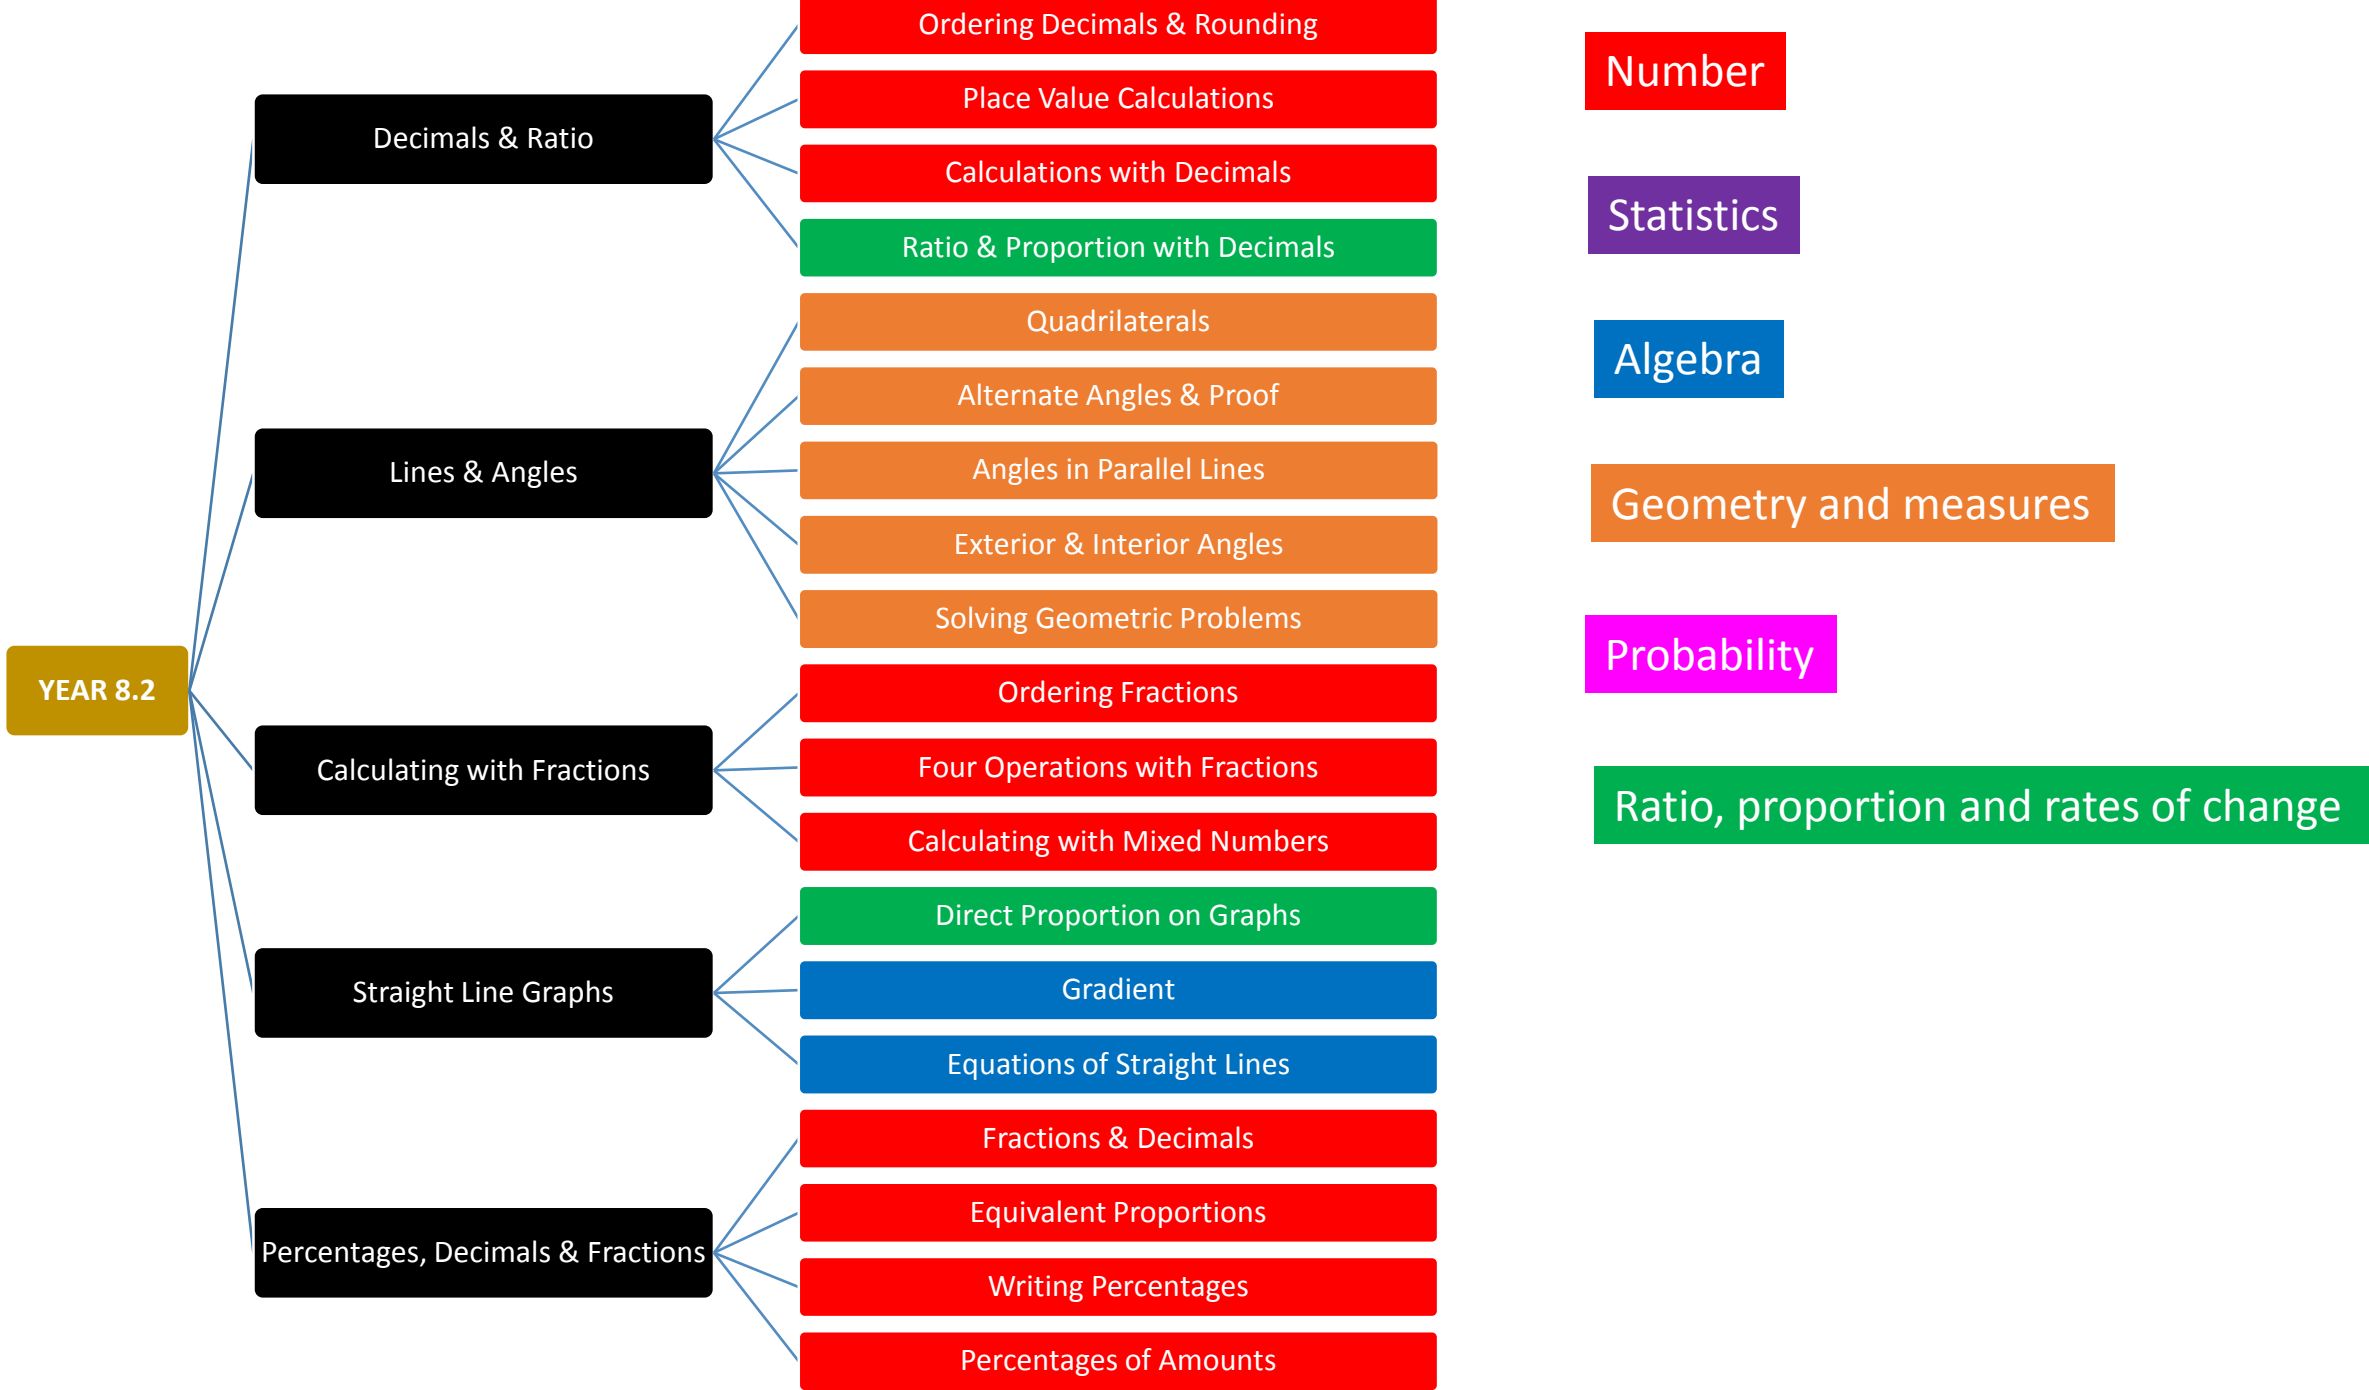 YEAR 8.2
Decimals & Ratio
Ordering Decimals & Rounding
Place Value Calculations
Calculations with Decimals
Ratio & Proportion with Decimals
Lines & Angles
Quadrilaterals
Alternate Angles & Proof
Angles in Parallel Lines
Exterior & Interior Angles
Solving Geometric Problems
Calculating with Fractions
Ordering Fractions
Four Operations with Fractions
Calculating with Mixed Numbers
Straight Line Graphs
Direct Proportion on Graphs
Gradient
Equations of Straight Lines
Percentages, Decimals & Fractions
Fractions & Decimals
Equivalent Proportions
Writing Percentages
Percentages of Amounts
Number
Statistics
Algebra
Geometry and measures
Probability
Ratio, proportion and rates of change